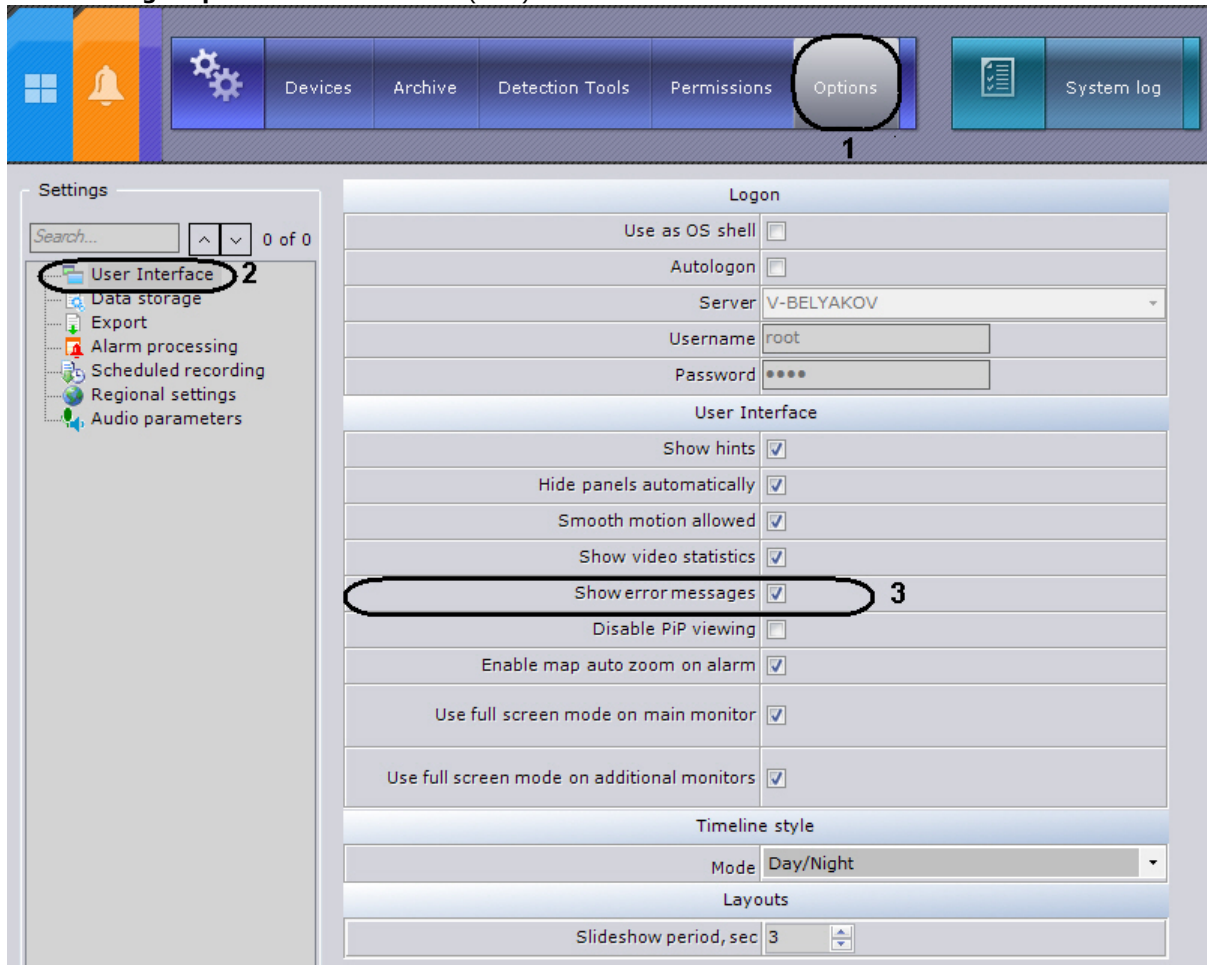 Devices Archive Detection Tools Permissions Options System log
1
Settings
Search... 0 of 0
User Interface 2
Data storage
Export
Alarm processing
Scheduled recording
Regional settings
Audio parameters
Logon
Use as OS shell
Autologon
Server V-BELYAKOV
Username root
Password ••••
User Interface
Show hints
Hide panels automatically
Smooth motion allowed
Show video statistics
Show error messages 3
Disable PiP viewing
Enable map auto zoom on alarm
Use full screen mode on main monitor
Use full screen mode on additional monitors
Timeline style
Mode Day/Night
Layouts
Slideshow period, sec 3